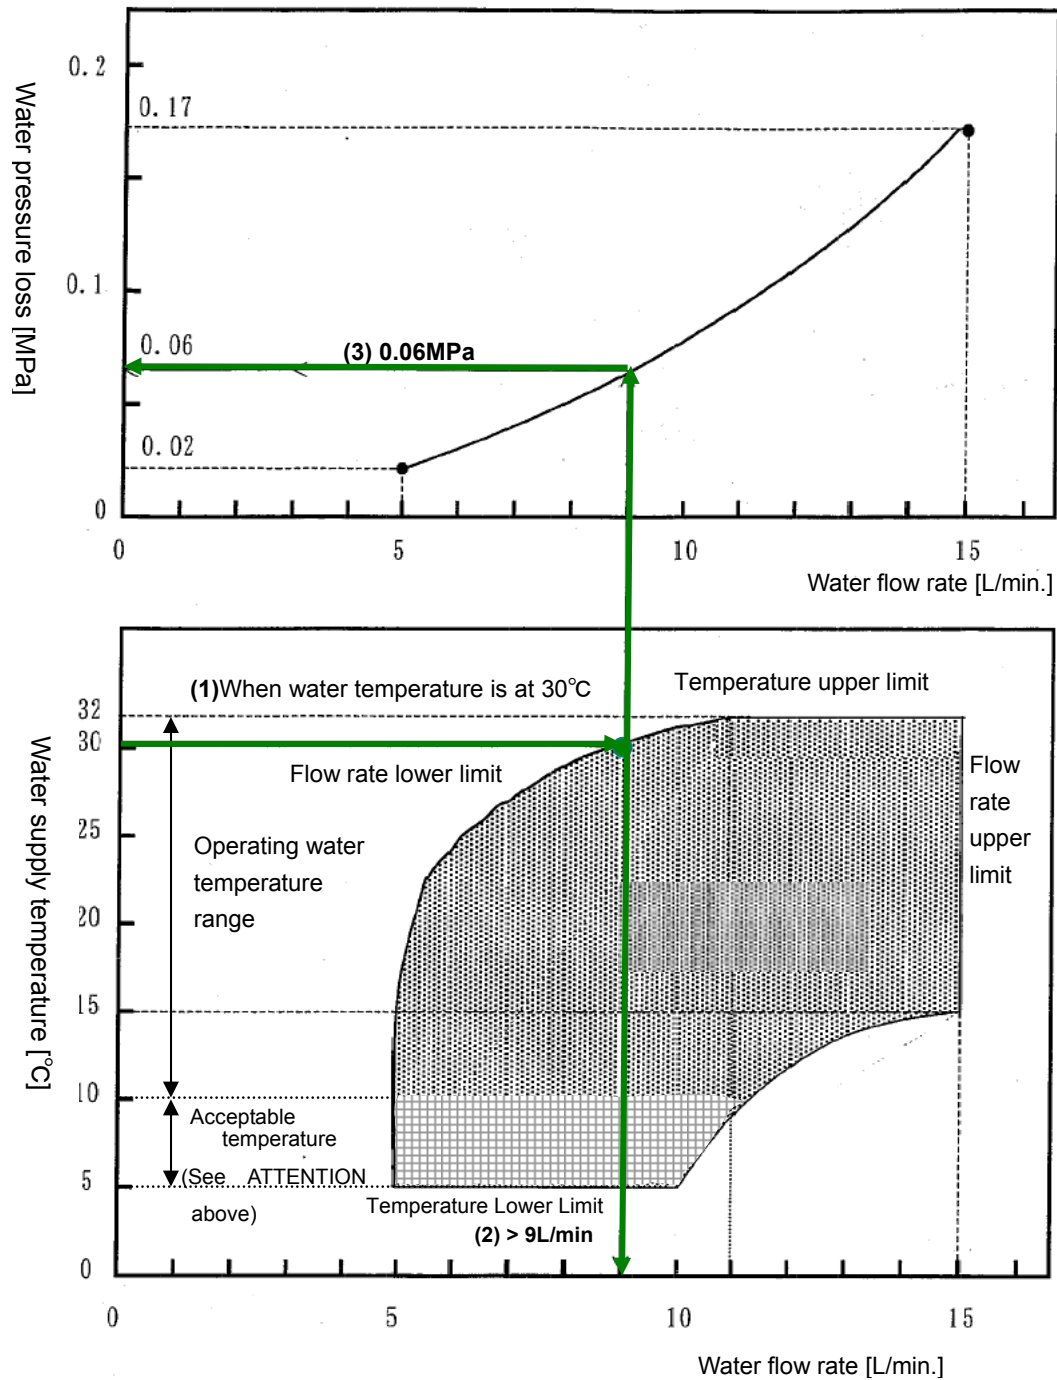 Water pressure loss [MPa]
0.2
0.17
0.1
0.06
(3) 0.06MPa
0.02
0
0
5
10
15
Water flow rate [L/min.]
Water supply temperature [°C]
(1)When water temperature is at 30°C
Temperature upper limit
32
30
Flow rate lower limit
Flow
rate
upper
limit
25
Operating water
temperature
range
20
15
10
Acceptable
temperature
(See ATTENTION
above)
5
Temperature Lower Limit
(2) > 9L/min
0
0
5
10
15
Water flow rate [L/min.]